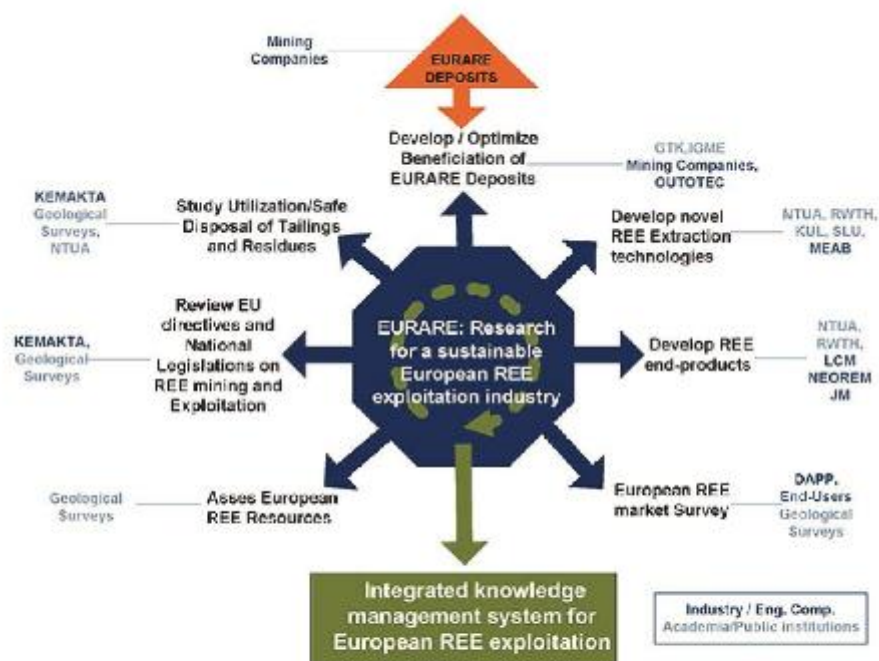 Mining
Companies
EURARE
DEPOSITS
Develop / Optimize
Beneficiation of
EURARE Deposits
GTK,IGME
Mining Companies,
OUTOTEC
KEMAKTA
Geological
Surveys,
NTUA
Study Utilization/Safe
Disposal of Tailings
and Residues
Develop novel
REE Extraction
technologies
NTUA, RWTH,
KUL, SLU,
MEAB
KEMAKTA,
Geological
Surveys
Review EU
directives and
National
Legislations on
REE mining and
Exploitation
EURARE: Research
for a sustainable
European REE
exploitation industry
Develop REE
end-products
NTUA,
RWTH,
LCM
NEOREM
JM
Geological
Surveys
Asses European
REE Resources
European REE
market Survey
DAPP,
End-Users
Geological
Surveys
Integrated knowledge
management system for
European REE exploitation
Industry / Eng. Comp.
Academia/Public institutions